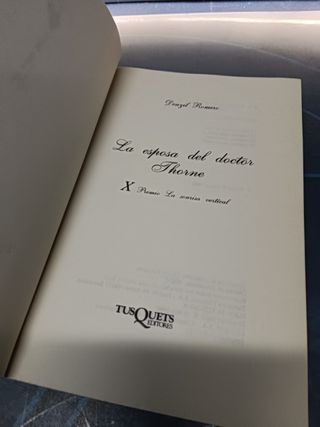 Denzil Romero
La esposa del doctor
Thorne
X Premio La sonrisa vertical
TUSQUETS
EDITORES